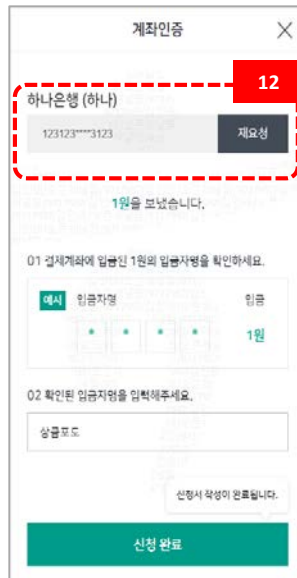 계좌인증
12
하나은행 (하나)
123123****3123
재요청
1원을 보냈습니다.
01 결제계좌에 입금된 1원의 입금자명을 확인하세요.
예시 입금자명 입금
* * * * 1원
02 확인된 입금자명을 입력해주세요.
상큼포도
신청서 작성이 완료됩니다.
신청 완료